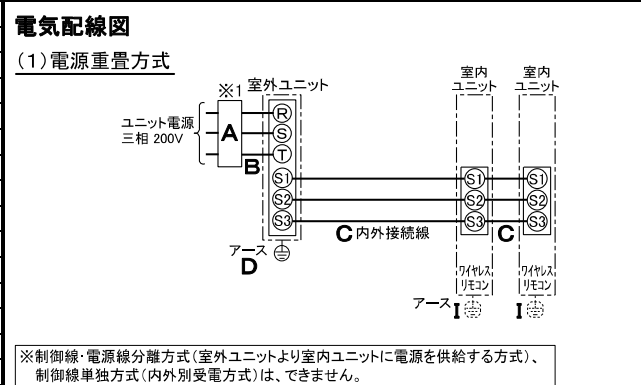 電気配線図
(1)電源重畳方式
※1
室外ユニット
室内
ユニット
室内
ユニット
ユニット電源
三相 200V
A
B
R
S
T
S1
S2
S3
S1
S2
S3
S1
S2
S3
C 内外接続線
C
アース
D
ワイヤレス
リモコン
ワイヤレス
リモコン
アース I
I
※制御線・電源線分離方式(室外ユニットより室内ユニットに電源を供給する方式)、
制御線単独方式(内外別受電方式)は、できません。